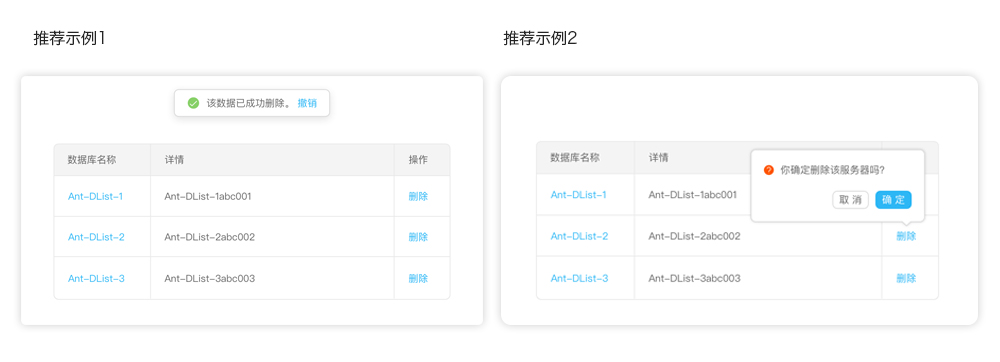 推荐示例1
该数据已成功删除。 撤销
数据库名称 详情 操作
Ant-DList-1 Ant-DList-1abc001 删除
Ant-DList-2 Ant-DList-2abc002 删除
Ant-DList-3 Ant-DList-3abc003 删除
推荐示例2
数据库名称 详情
你确定删除该服务器吗?
取 消 确 定
Ant-DList-1 Ant-DList-1abc001
Ant-DList-2 Ant-DList-2abc002 删除
Ant-DList-3 Ant-DList-3abc003 删除